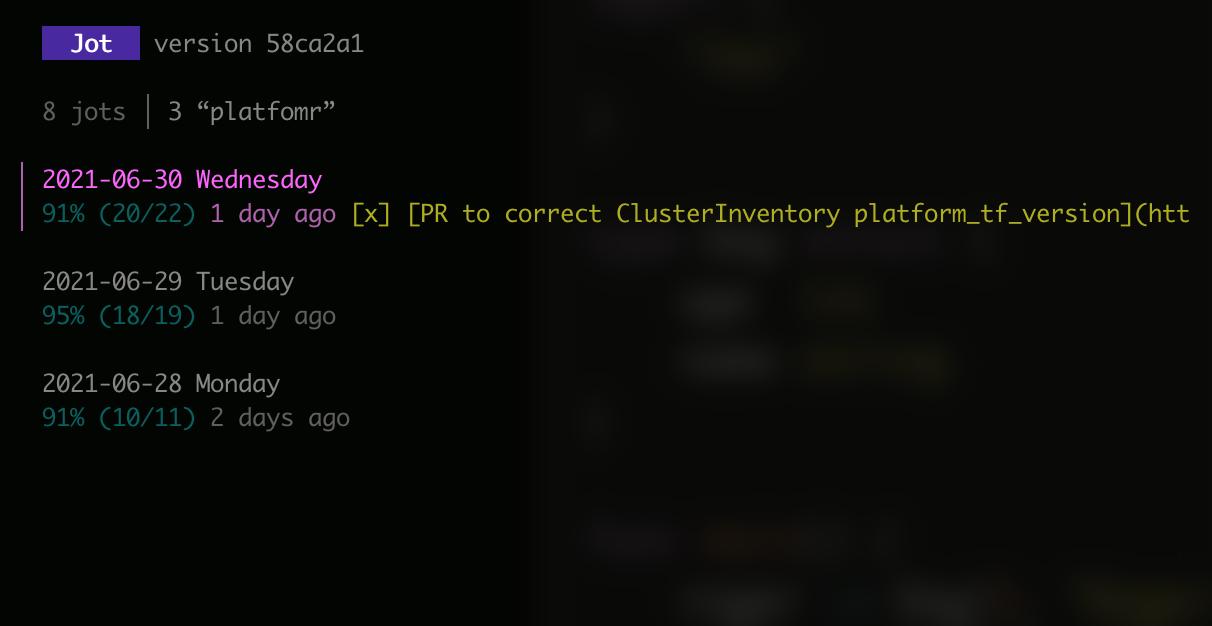 Jot version 58ca2a1
8 jots │ 3 “platfomr”
2021-06-30 Wednesday
91% (20/22) 1 day ago [x] [PR to correct ClusterInventory platform_tf_version](htt
2021-06-29 Tuesday
95% (18/19) 1 day ago
2021-06-28 Monday
91% (10/11) 2 days ago